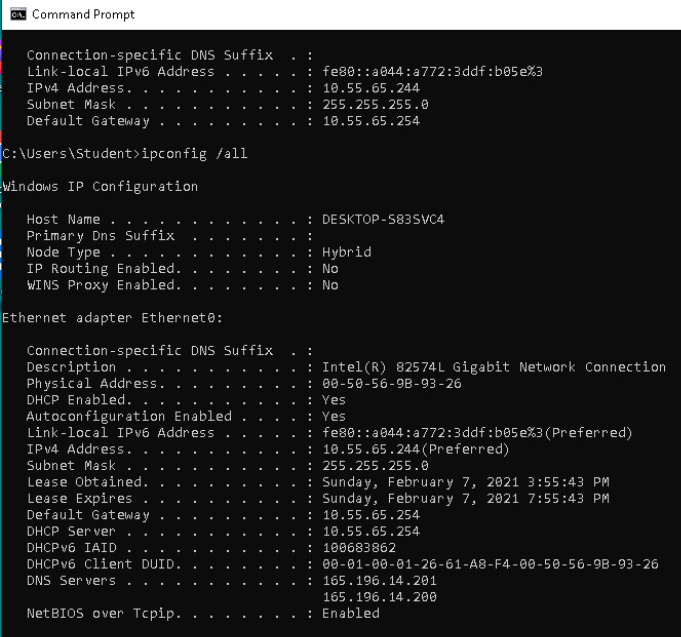 Command Prompt
Connection-specific DNS Suffix . :
Link-local IPv6 Address . . . . . : fe80::a044:a772:3ddf:b05e%3
IPv4 Address. . . . . . . . . . . : 10.55.65.244
Subnet Mask . . . . . . . . . . . : 255.255.255.0
Default Gateway . . . . . . . . . : 10.55.65.254
C:\Users\Student>ipconfig /all
Windows IP Configuration
Host Name . . . . . . . . . . . . : DESKTOP-S83SVC4
Primary Dns Suffix . . . . . . . :
Node Type . . . . . . . . . . . . : Hybrid
IP Routing Enabled. . . . . . . . : No
WINS Proxy Enabled. . . . . . . . : No
Ethernet adapter Ethernet0:
Connection-specific DNS Suffix . :
Description . . . . . . . . . . . : Intel(R) 82574L Gigabit Network Connection
Physical Address. . . . . . . . . : 00-50-56-9B-93-26
DHCP Enabled. . . . . . . . . . . : Yes
Autoconfiguration Enabled . . . . : Yes
Link-local IPv6 Address . . . . . : fe80::a044:a772:3ddf:b05e%3(Preferred)
IPv4 Address. . . . . . . . . . . : 10.55.65.244(Preferred)
Subnet Mask . . . . . . . . . . . : 255.255.255.0
Lease Obtained. . . . . . . . . . : Sunday, February 7, 2021 3:55:43 PM
Lease Expires . . . . . . . . . . : Sunday, February 7, 2021 7:55:43 PM
Default Gateway . . . . . . . . . : 10.55.65.254
DHCP Server . . . . . . . . . . . : 10.55.65.254
DHCPv6 IAID . . . . . . . . . . . : 100683862
DHCPv6 Client DUID. . . . . . . . : 00-01-00-01-26-61-A8-F4-00-50-56-9B-93-26
DNS Servers . . . . . . . . . . . : 165.196.14.201
165.196.14.200
NetBIOS over Tcpip. . . . . . . . : Enabled